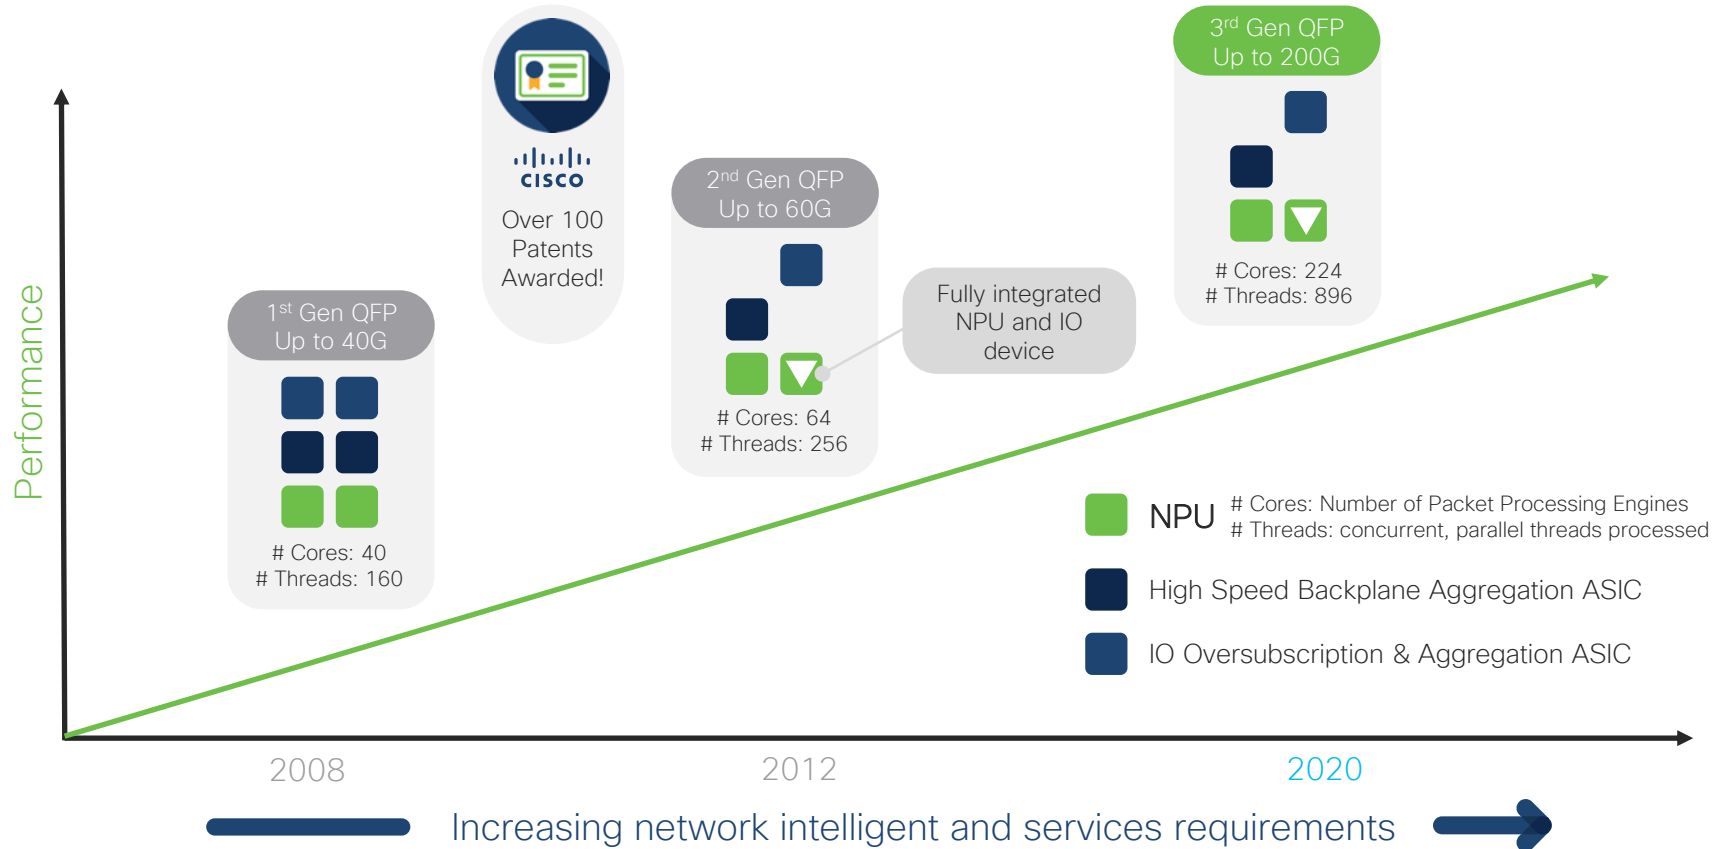 Performance
1st Gen QFP
Up to 40G
# Cores: 40
# Threads: 160
CISCO
Over 100
Patents
Awarded!
2nd Gen QFP
Up to 60G
# Cores: 64
# Threads: 256
Fully integrated
NPU and IO
device
3rd Gen QFP
Up to 200G
# Cores: 224
# Threads: 896
NPU
# Cores: Number of Packet Processing Engines
# Threads: concurrent, parallel threads processed
High Speed Backplane Aggregation ASIC
IO Oversubscription & Aggregation ASIC
2008
2012
2020
Increasing network intelligent and services requirements